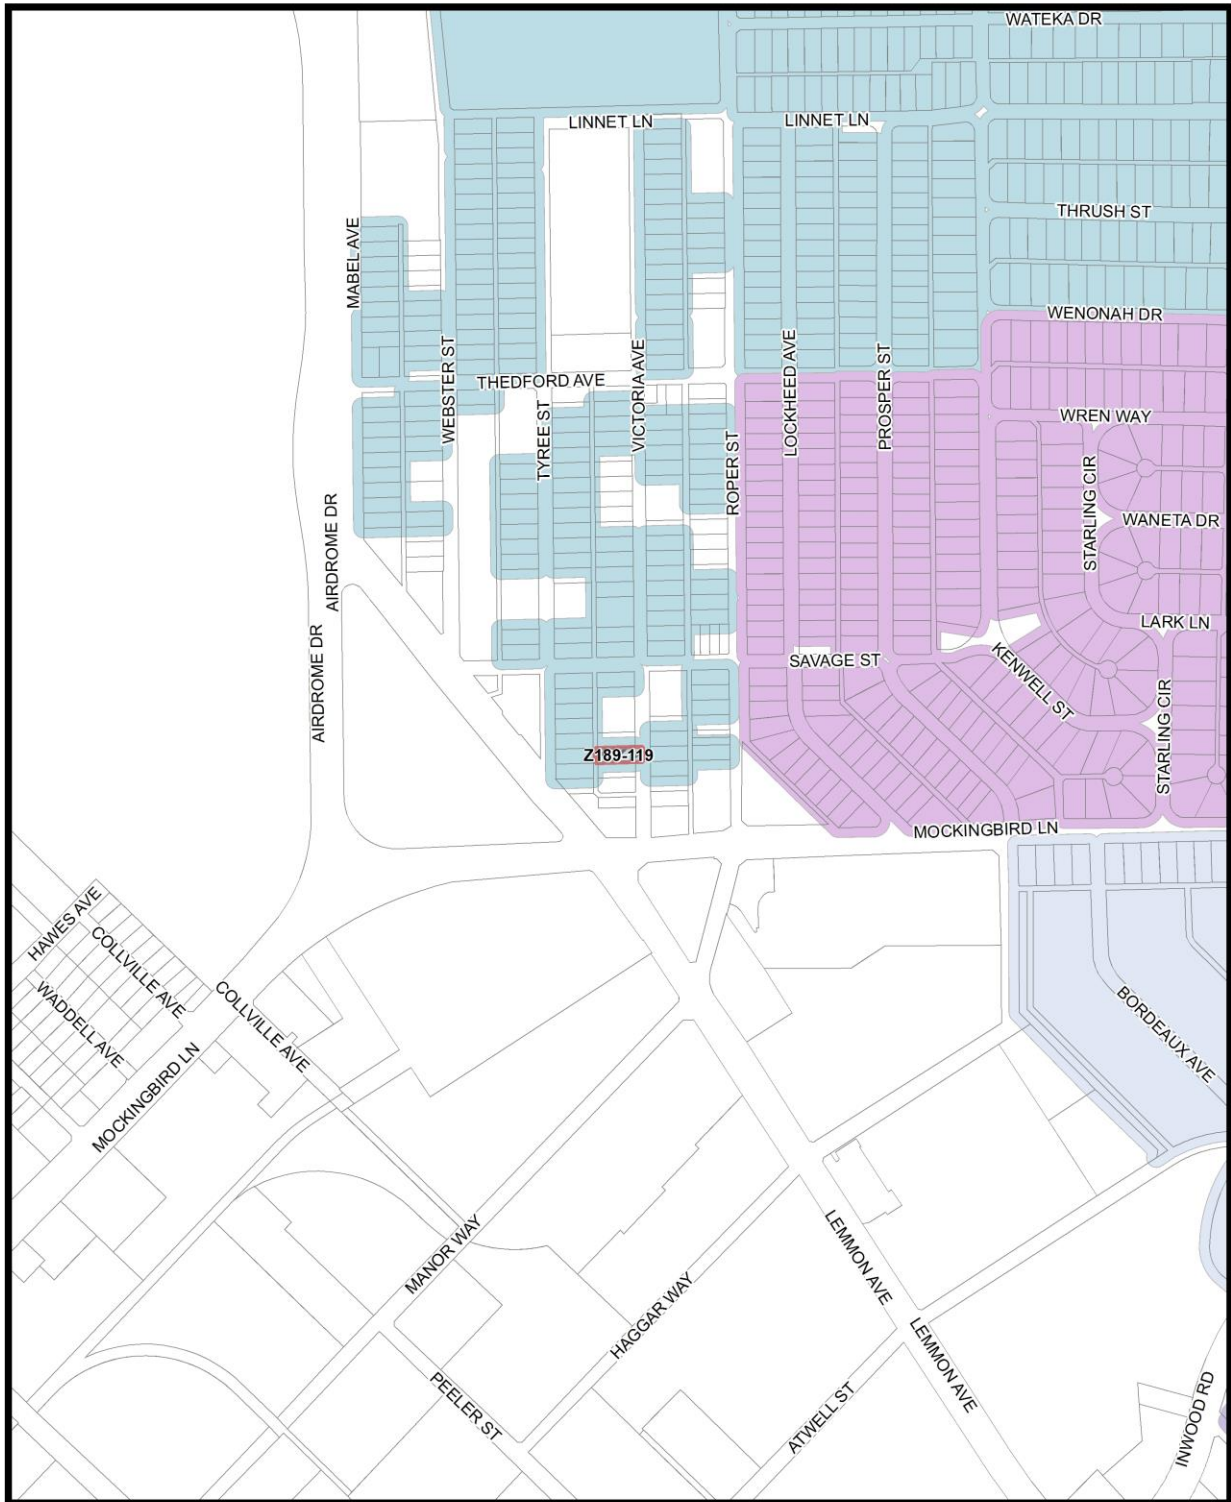 WATEKA DR
LINNET LN
LINNET LN
THRUSH ST
MABEL AVE
WENONAH DR
WEBSTER ST
THEDFORD AVE
VICTORIA AVE
LOCKHEED AVE
PROSPER ST
WREN WAY
TYREE ST
ROPER ST
STARLING CIR
WANETA DR
AIRDROME DR
LARK LN
AIRDROME DR
SAVAGE ST
KENWELL ST
STARLING CIR
Z189-119
MOCKINGBIRD LN
HAWES AVE
COLLVILLE AVE
WADDELL AVE
COLLVILLE AVE
BORDEAUX AVE
MOCKINGBIRD LN
MANOR WAY
LEMMON AVE
HAGGAR WAY
LEMMON AVE
PEELER ST
ATWELL ST
INWOOD RD